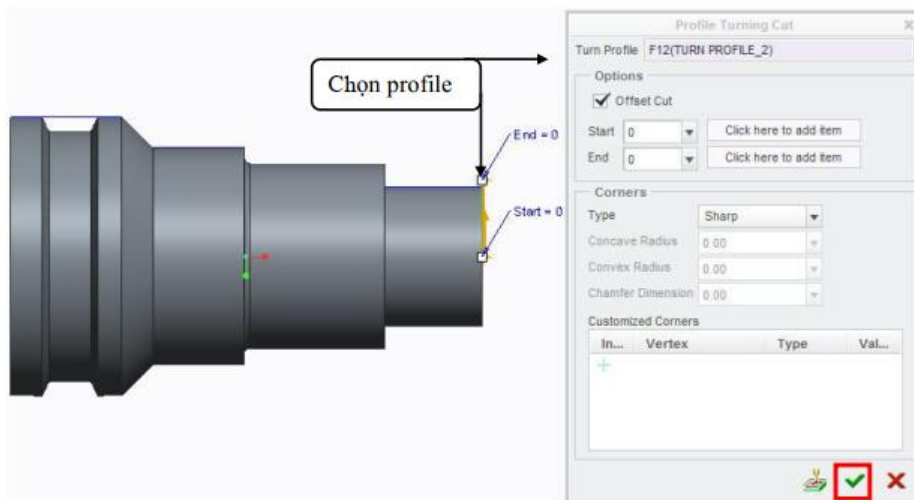 Profile Turning Cut
Turn Profile F12(TURN PROFILE_2)
Chọn profile
End = 0
Start = 0
Options
Offset Cut
Start 0 Click here to add item
End 0 Click here to add item
Corners
Type Sharp
Concave Radius 0.00
Convex Radius 0.00
Chamfer Dimension 0.00
Customized Corners
In... Vertex Type Val...